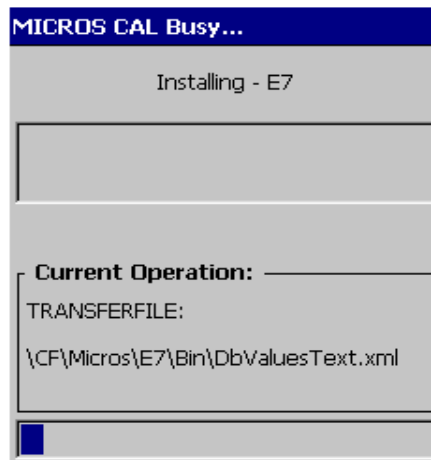 MICROS CAL Busy...
Installing - E7
Current Operation:
TRANSFERFILE:
\CF\Micros\E7\Bin\DbValuesText.xml